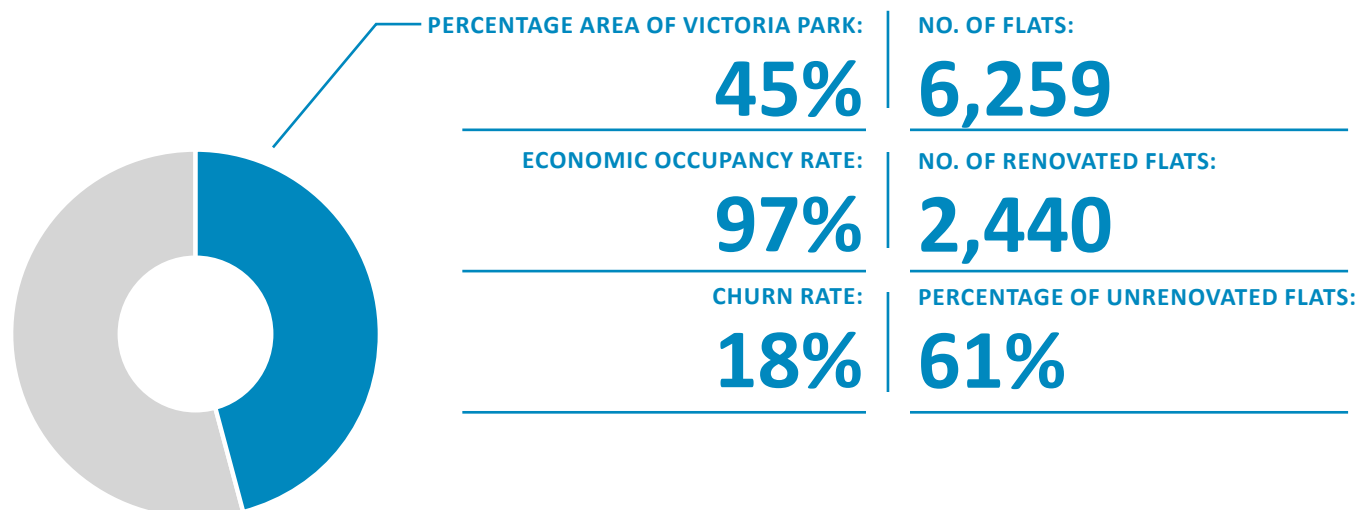 PERCENTAGE AREA OF VICTORIA PARK:
45%
NO. OF FLATS:
6,259
ECONOMIC OCCUPANCY RATE:
97%
NO. OF RENOVATED FLATS:
2,440
CHURN RATE:
18%
PERCENTAGE OF UNRENOVATED FLATS:
61%